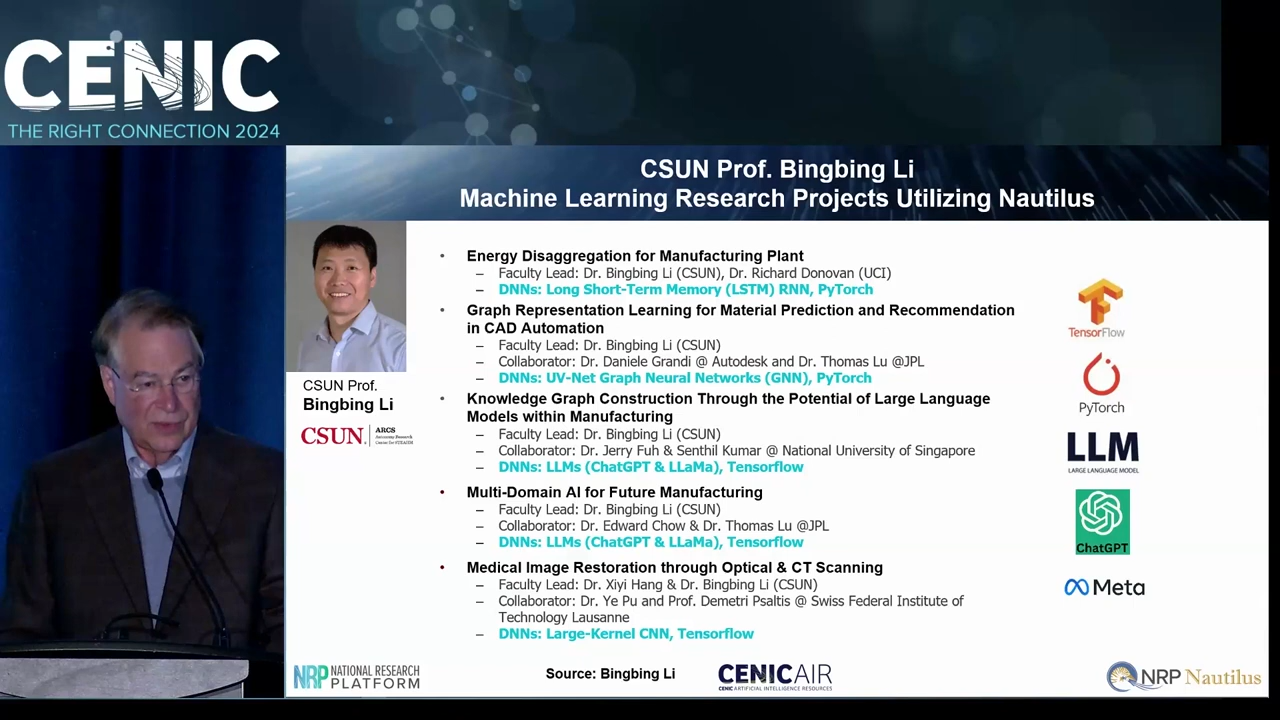 CENIC
THE RIGHT CONNECTION 2024
CSUN Prof. Bingbing Li
Machine Learning Research Projects Utilizing Nautilus
CSUN Prof.
Bingbing Li
CSUN
ARCS
• Energy Disaggregation for Manufacturing Plant
– Faculty Lead: Dr. Bingbing Li (CSUN), Dr. Richard Donovan (UCI)
– DNNs: Long Short-Term Memory (LSTM) RNN, PyTorch
• Graph Representation Learning for Material Prediction and Recommendation
in CAD Automation
– Faculty Lead: Dr. Bingbing Li (CSUN)
– Collaborator: Dr. Daniele Grandi @ Autodesk and Dr. Thomas Lu @JPL
– DNNs: UV-Net Graph Neural Networks (GNN), PyTorch
• Knowledge Graph Construction Through the Potential of Large Language
Models within Manufacturing
– Faculty Lead: Dr. Bingbing Li (CSUN)
– Collaborator: Dr. Jerry Fuh & Senthil Kumar @ National University of Singapore
– DNNs: LLMs (ChatGPT & LLaMa), Tensorflow
• Multi-Domain AI for Future Manufacturing
– Faculty Lead: Dr. Bingbing Li (CSUN)
– Collaborator: Dr. Edward Chow & Dr. Thomas Lu @JPL
– DNNs: LLMs (ChatGPT & LLaMa), Tensorflow
• Medical Image Restoration through Optical & CT Scanning
– Faculty Lead: Dr. Xiyi Hang & Dr. Bingbing Li (CSUN)
– Collaborator: Dr. Ye Pu and Prof. Demetri Psaltis @ Swiss Federal Institute of
Technology Lausanne
– DNNs: Large-Kernel CNN, Tensorflow
TensorFlow
PyTorch
LLM
LARGE LANGUAGE MODEL
ChatGPT
Meta
NRP NATIONAL RESEARCH
PLATFORM
Source: Bingbing Li
CENICAIR
CENIC ARTIFICIAL INTELLIGENCE RESOURCES
NRP Nautilus